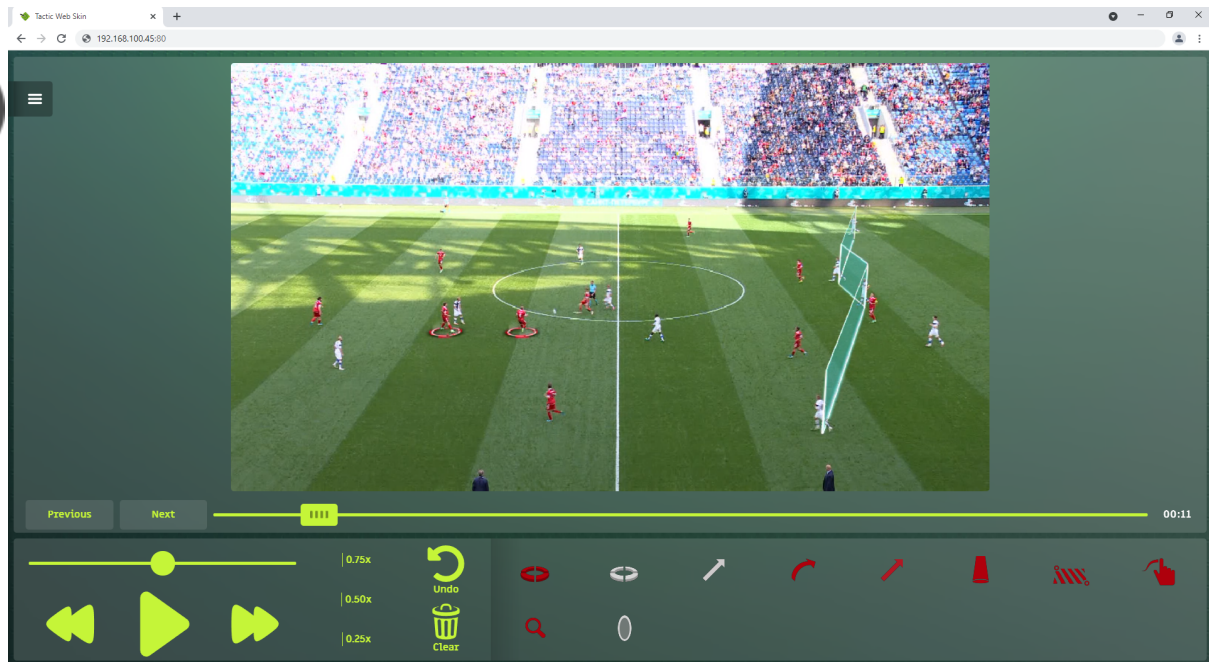 Tactic Web Skin
192.168.100.45:80
Previous
Next
00:11
0.75x
0.50x
0.25x
Undo
Clear